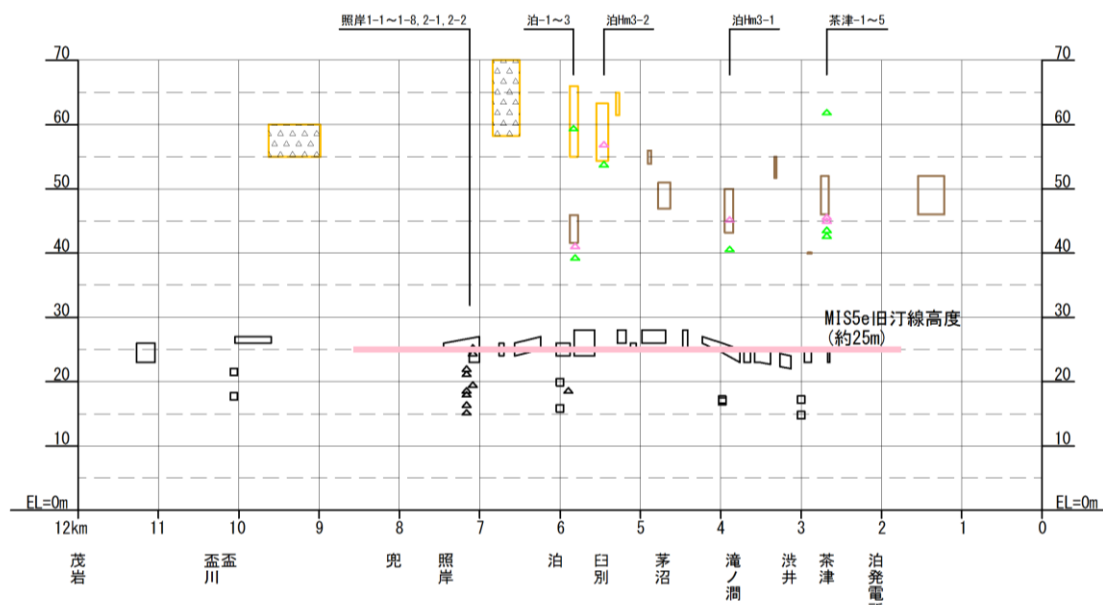 照岸1-1～1-8, 2-1, 2-2
泊-1～3
泊Hm3-2
泊Hm3-1
茶津-1～5
70
60
50
40
30
20
10
EL=0m
70
60
50
40
30
20
10
EL=0m
MIS5e旧汀線高度
(約25m)
12km
11
10
9
8
7
6
5
4
3
2
1
0
茂岩
盃川
盃
兜
照岸
泊
臼別
茅沼
滝ノ澗
渋井
茶津
泊発電